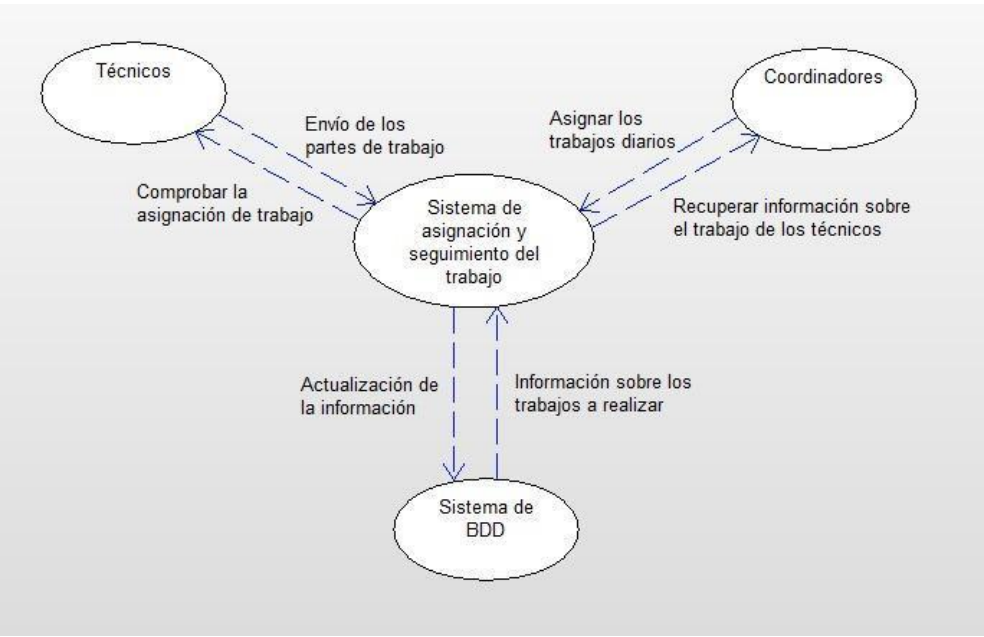 Técnicos
Coordinadores
Envío de los
partes de trabajo
Asignar los
trabajos diarios
Comprobar la
asignación de trabajo
Sistema de
asignación y
seguimiento del
trabajo
Recuperar información sobre
el trabajo de los técnicos
Actualización de
la información
Información sobre los
trabajos a realizar
Sistema de
BDD